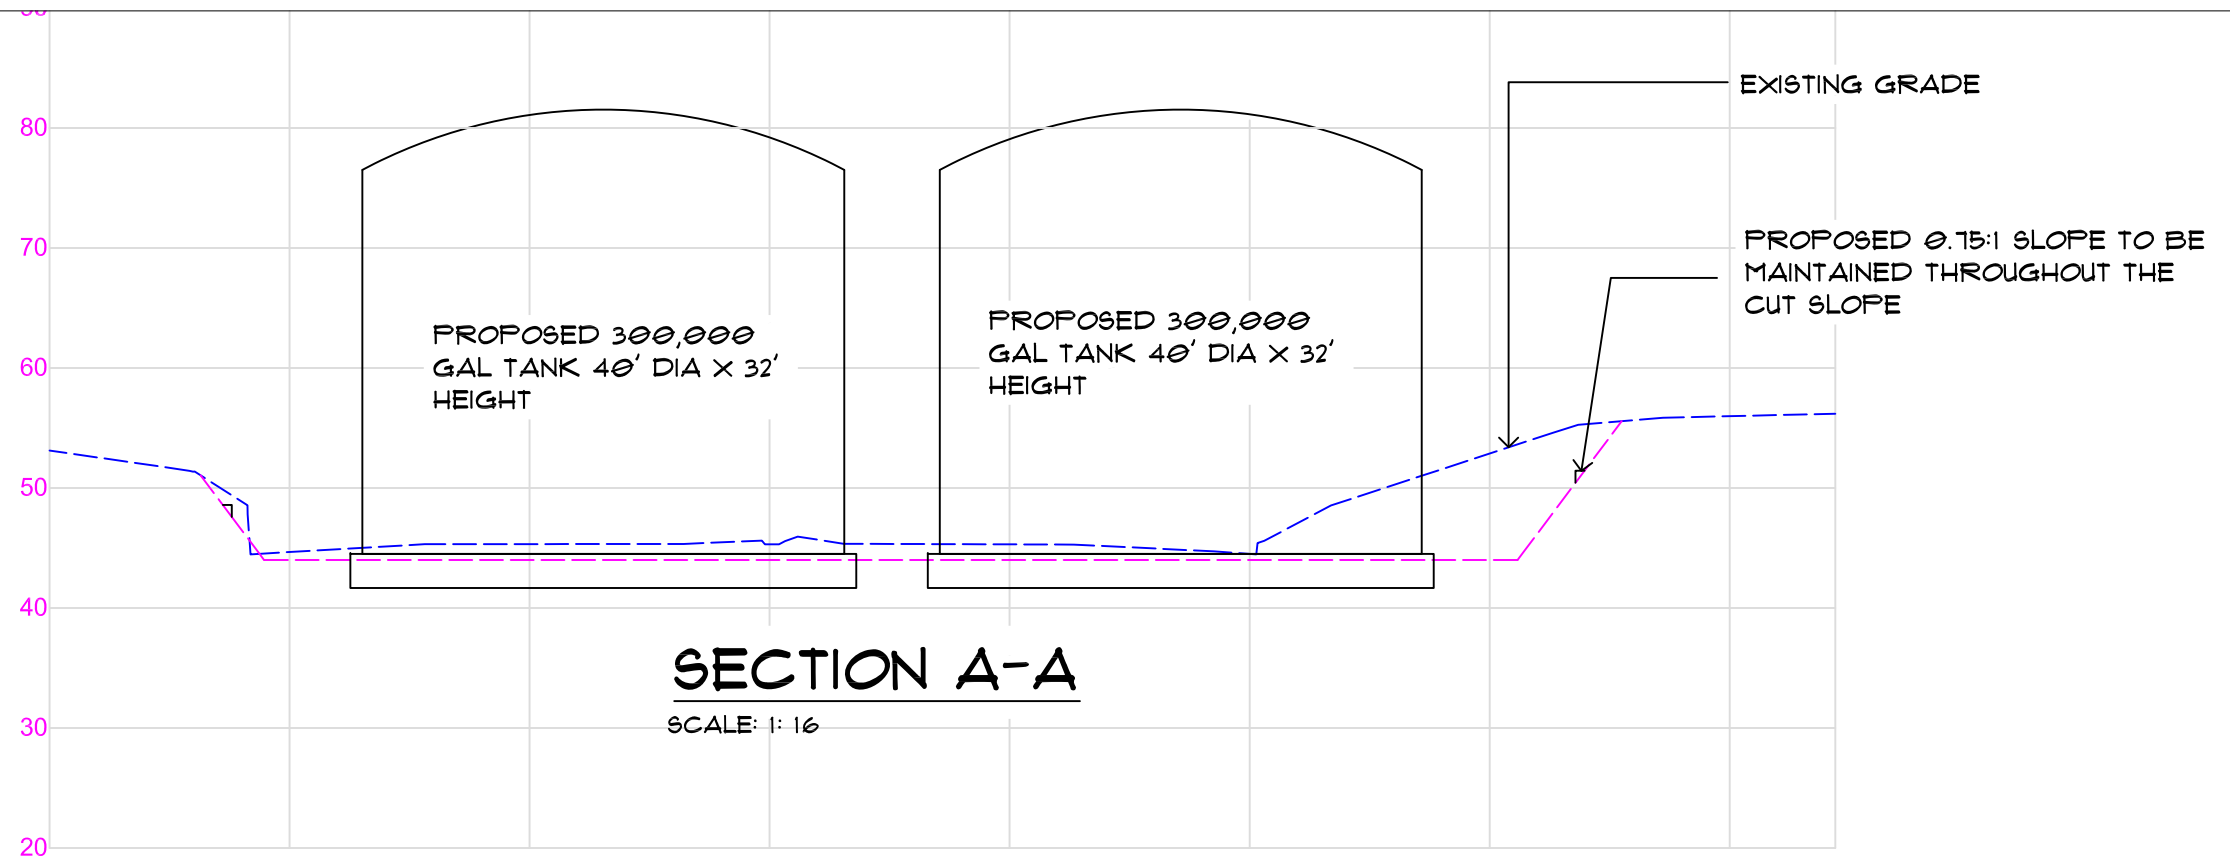 80
70
60
50
40
30
20
EXISTING GRADE
PROPOSED 0.75:1 SLOPE TO BE
MAINTAINED THROUGHOUT THE
CUT SLOPE
PROPOSED 300,000
GAL TANK 40' DIA X 32'
HEIGHT
PROPOSED 300,000
GAL TANK 40' DIA X 32'
HEIGHT
SECTION A-A
SCALE: 1: 16